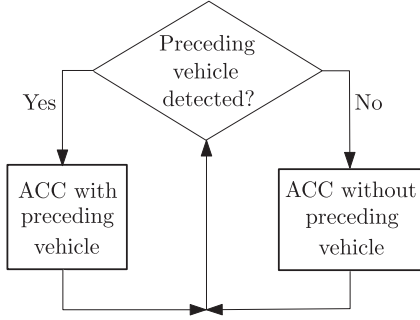 Preceding
vehicle
detected?
Yes
No
ACC with
preceding
vehicle
ACC without
preceding
vehicle